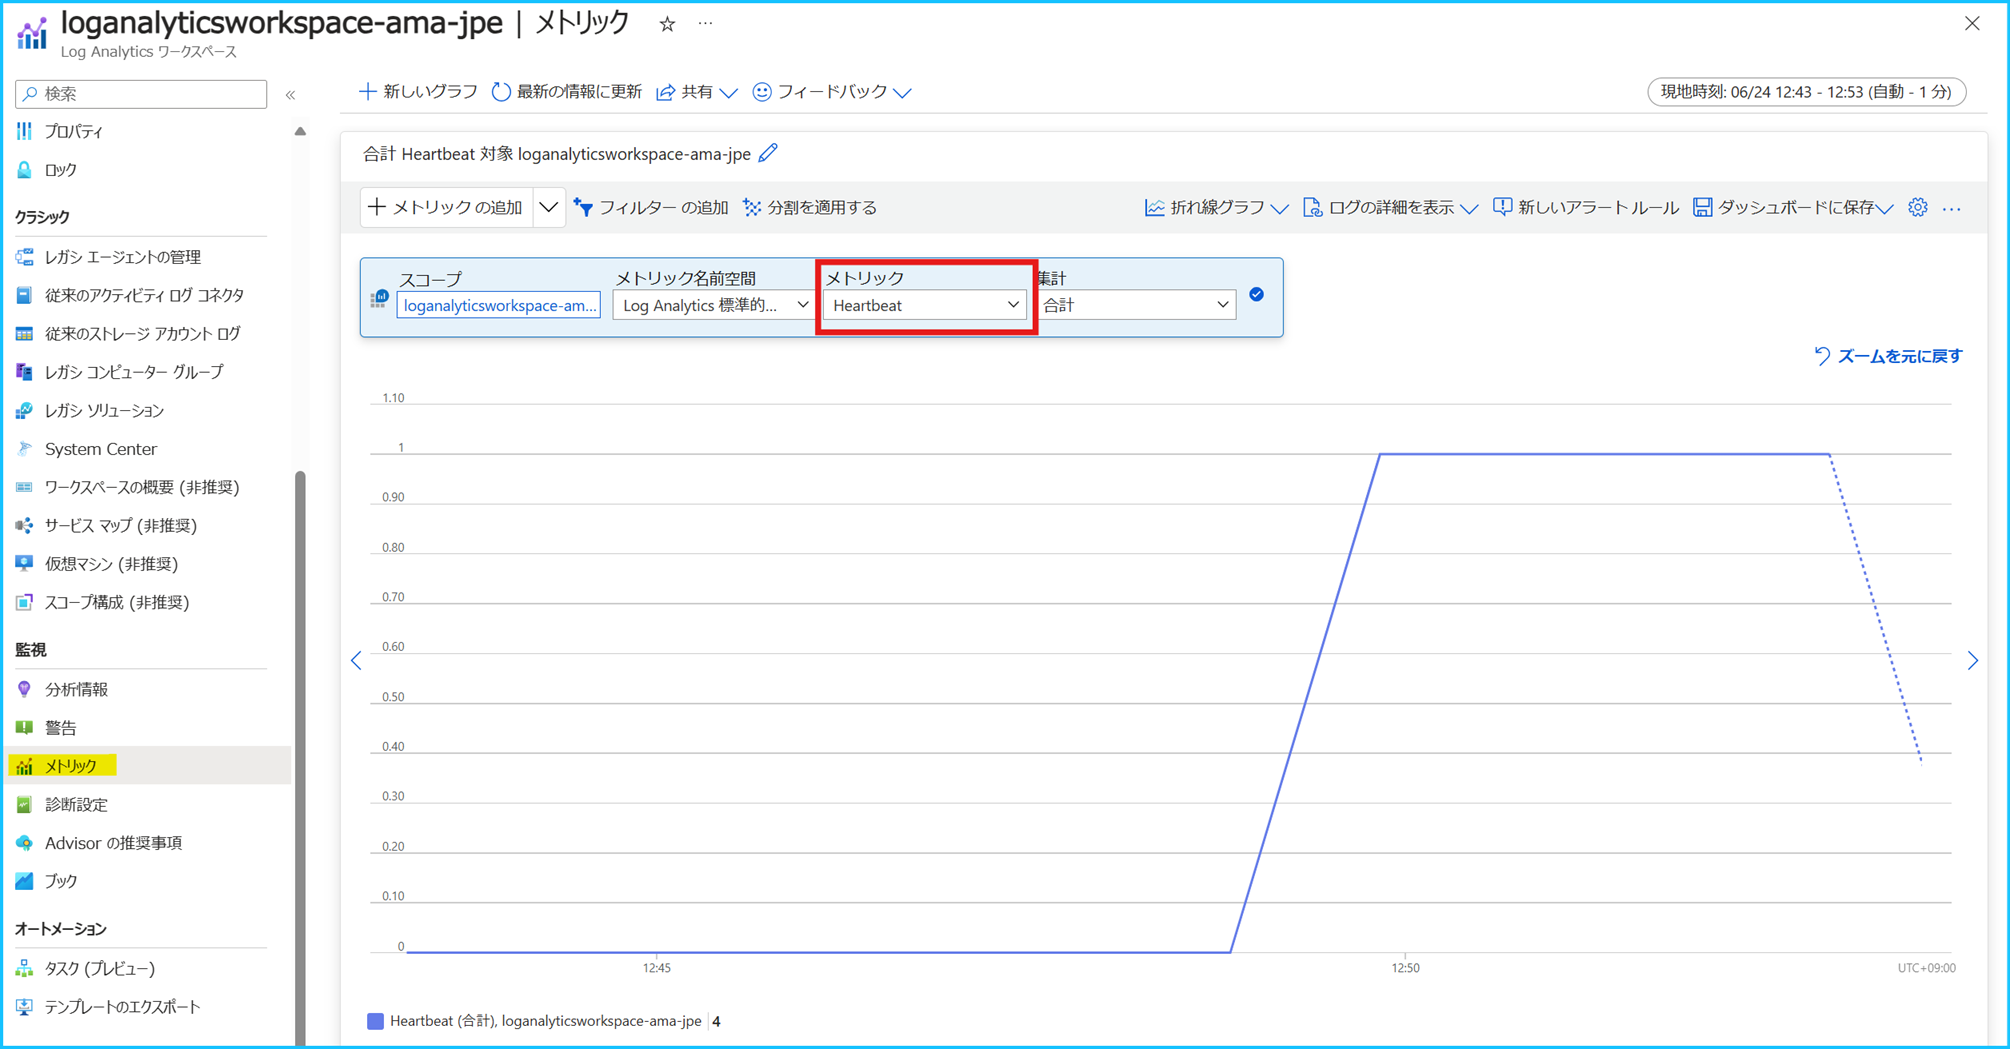 loganalyticsworkspace-ama-jpe | メトリック ☆ …
Log Analytics ワークスペース
検索
プロパティ
ロック
クラシック
レガシ エージェントの管理
従来のアクティビティ ログ コネクタ
従来のストレージ アカウント ログ
レガシ コンピューター グループ
レガシ ソリューション
System Center
ワークスペースの概要 (非推奨)
サービス マップ (非推奨)
仮想マシン (非推奨)
スコープ構成 (非推奨)
監視
分析情報
警告
メトリック
診断設定
Advisor の推奨事項
ブック
オートメーション
タスク (プレビュー)
テンプレートのエクスポート
新しいグラフ 最新の情報に更新 共有 フィードバック
現地時刻: 06/24 12:43 - 12:53 (自動 - 1 分)
合計 Heartbeat 対象 loganalyticsworkspace-ama-jpe
メトリック の追加 フィルター の追加 分割を適用する 折れ線グラフ ログの詳細を表示 新しいアラート ルール ダッシュボードに保存 …
スコープ メトリック名前空間 メトリック 集計
loganalyticsworkspace-am... Log Analytics 標準的... Heartbeat 合計
ズームを元に戻す
1.10
1
0.90
0.80
0.70
0.60
0.50
0.40
0.30
0.20
0.10
0
12:45 12:50 UTC+09:00
Heartbeat (合計), loganalyticsworkspace-ama-jpe | 4